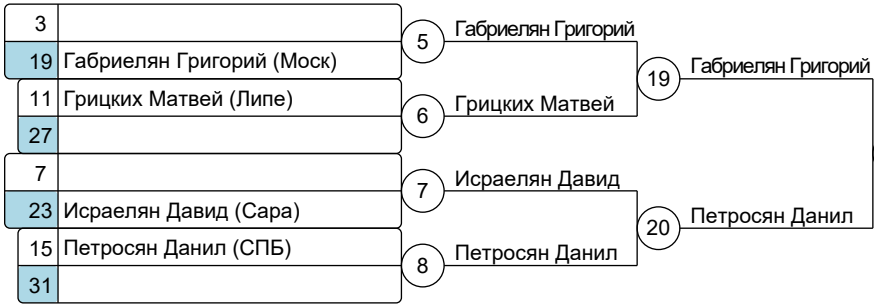 3
19 Габриелян Григорий (Моск)
11 Грицких Матвей (Липе)
27
7
23 Исраелян Давид (Сара)
15 Петросян Данил (СПБ)
31
5 Габриелян Григорий
6 Грицких Матвей
7 Исраелян Давид
8 Петросян Данил
19 Габриелян Григорий
20 Петросян Данил